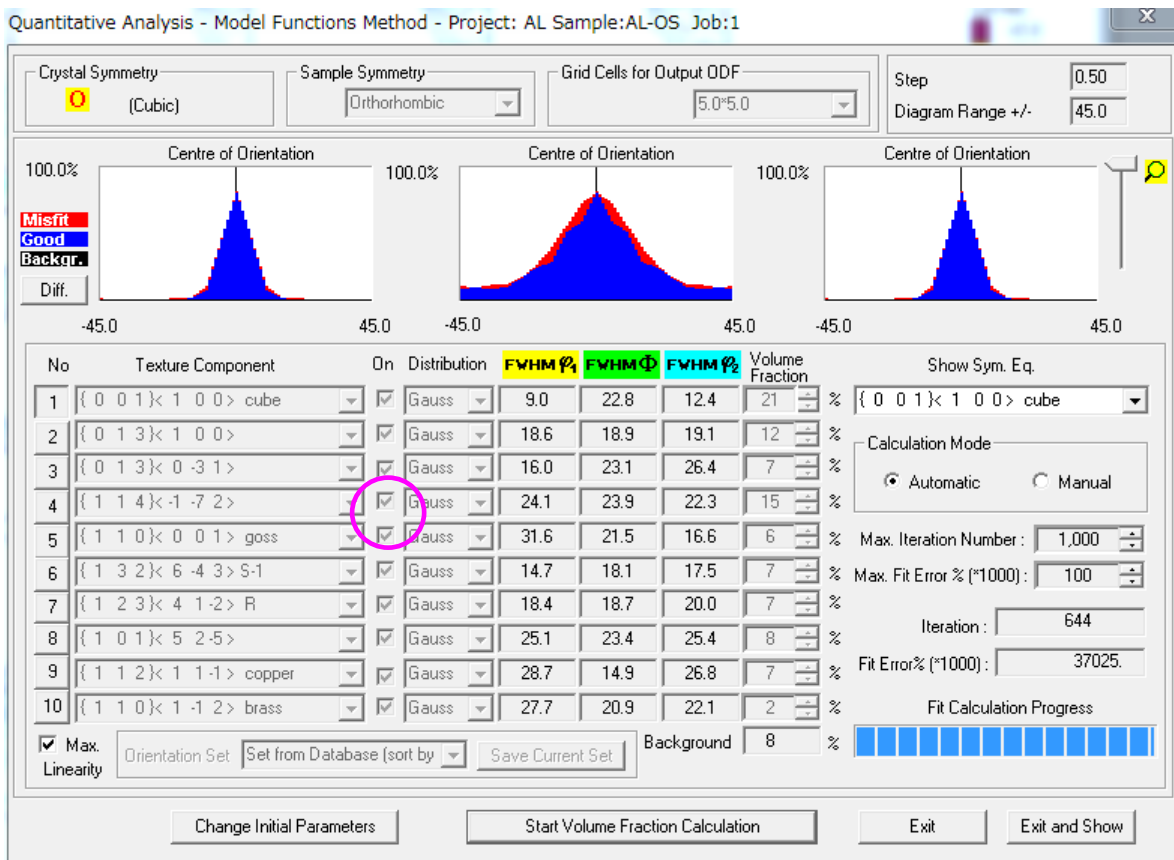 Quantitative Analysis - Model Functions Method - Project: AL Sample:AL-OS Job:1
X
Crystal Symmetry
O (Cubic)
Sample Symmetry
Orthorhombic
Grid Cells for Output ODF
5.0*5.0
Step 0.50
Diagram Range +/- 45.0
Centre of Orientation Centre of Orientation Centre of Orientation
100.0% 100.0% 100.0%
Misfit
Good
Backgr.
Diff.
-45.0 45.0 -45.0 45.0 -45.0 45.0
No Texture Component On Distribution FWHM φ1 FWHM Φ FWHM φ2 Volume Fraction
1 { 0 0 1}< 1 0 0> cube Gauss 9.0 22.8 12.4 21 %
2 { 0 1 3}< 1 0 0> Gauss 18.6 18.9 19.1 12 %
3 { 0 1 3}< 0 -3 1> Gauss 16.0 23.1 26.4 7 %
4 { 1 1 4}< -1 -7 2> Gauss 24.1 23.9 22.3 15 %
5 { 1 1 0}< 0 0 1> goss Gauss 31.6 21.5 16.6 6 %
6 { 1 3 2}< 6 -4 3> S-1 Gauss 14.7 18.1 17.5 7 %
7 { 1 2 3}< 4 1 -2> R Gauss 18.4 18.7 20.0 7 %
8 { 1 0 1}< 5 2 -5> Gauss 25.1 23.4 25.4 8 %
9 { 1 1 2}< 1 1 -1> copper Gauss 28.7 14.9 26.8 7 %
10 { 1 1 0}< 1 -1 2> brass Gauss 27.7 20.9 22.1 2 %
Max. Linearity
Orientation Set Set from Database (sort by Save Current Set
Background 8 %
Show Sym. Eq.
{ 0 0 1}< 1 0 0> cube
Calculation Mode
Automatic Manual
Max. Iteration Number : 1,000
Max. Fit Error % (*1000) : 100
Iteration : 644
Fit Error% (*1000) : 37025.
Fit Calculation Progress
Change Initial Parameters Start Volume Fraction Calculation Exit Exit and Show